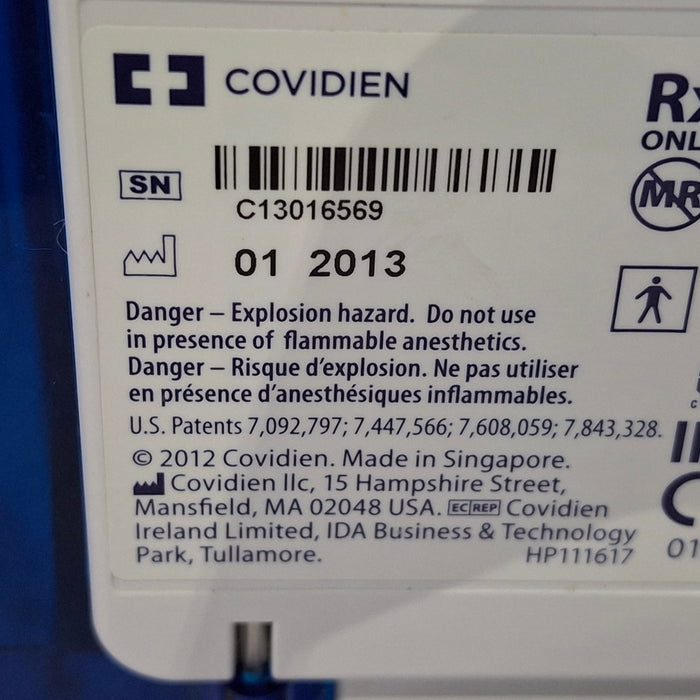 COVIDIEN
SN
C13016569
01 2013
Danger – Explosion hazard. Do not use
in presence of flammable anesthetics.
Danger – Risque d'explosion. Ne pas utiliser
en présence d'anesthésiques inflammables.
U.S. Patents 7,092,797; 7,447,566; 7,608,059; 7,843,328.
© 2012 Covidien. Made in Singapore.
Covidien llc, 15 Hampshire Street,
Mansfield, MA 02048 USA. EC REP Covidien
Ireland Limited, IDA Business & Technology
Park, Tullamore. HP111617
Rx
ONL
MR
01